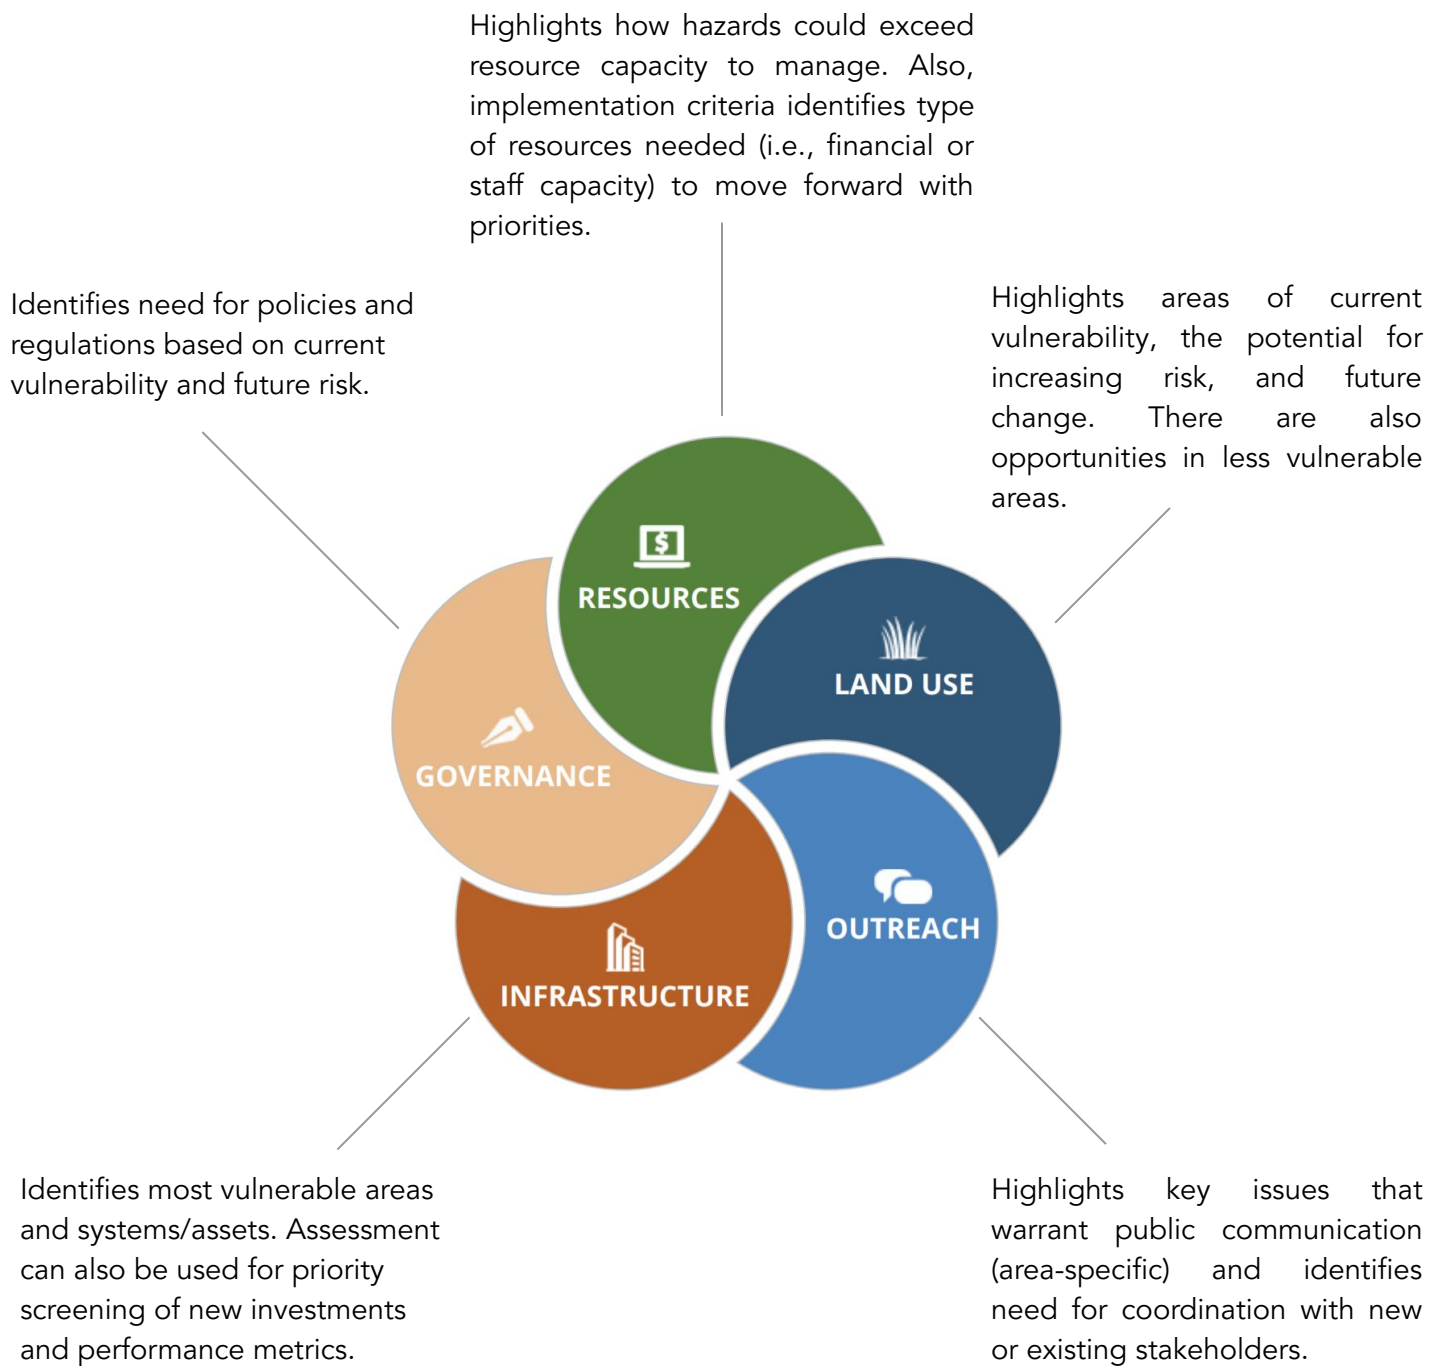 Highlights how hazards could exceed
resource capacity to manage. Also,
implementation criteria identifies type
of resources needed (i.e., financial or
staff capacity) to move forward with
priorities.
Identifies need for policies and
regulations based on current
vulnerability and future risk.
Highlights areas of current
vulnerability, the potential for
increasing risk, and future
change. There are also
opportunities in less vulnerable
areas.
$
RESOURCES
LAND USE
GOVERNANCE
OUTREACH
INFRASTRUCTURE
Identifies most vulnerable areas
and systems/assets. Assessment
can also be used for priority
screening of new investments
and performance metrics.
Highlights key issues that
warrant public communication
(area-specific) and identifies
need for coordination with new
or existing stakeholders.